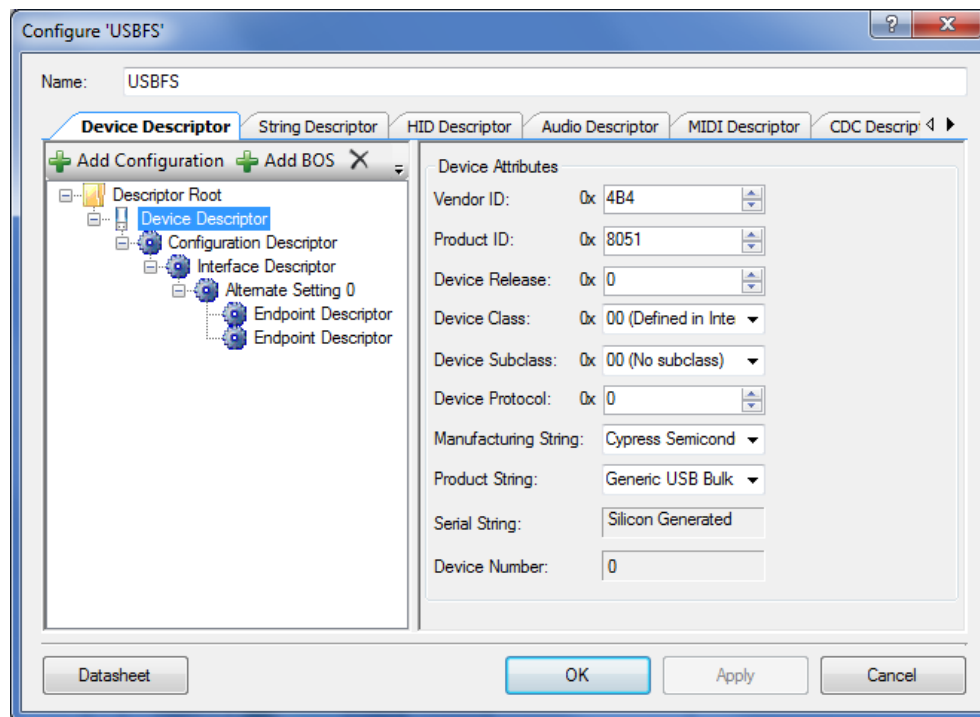 Configure 'USBFS'
Name: USBFS
Device Descriptor String Descriptor HID Descriptor Audio Descriptor MIDI Descriptor CDC Descrip
Add Configuration Add BOS
Descriptor Root
Device Descriptor
Configuration Descriptor
Interface Descriptor
Alternate Setting 0
Endpoint Descriptor
Endpoint Descriptor
Device Attributes
Vendor ID: 0x 4B4
Product ID: 0x 8051
Device Release: 0x 0
Device Class: 0x 00 (Defined in Inte
Device Subclass: 0x 00 (No subclass)
Device Protocol: 0x 0
Manufacturing String: Cypress Semicond
Product String: Generic USB Bulk
Serial String: Silicon Generated
Device Number: 0
Datasheet OK Apply Cancel